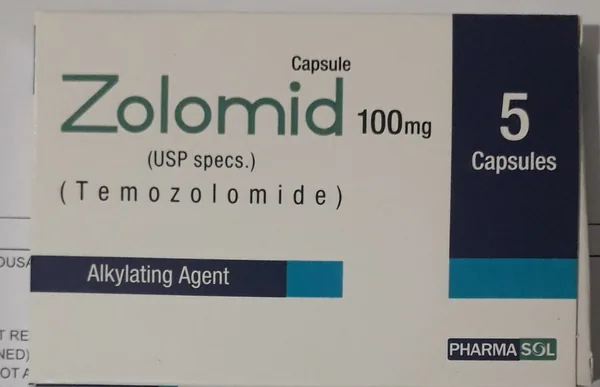 Capsule
Zolomid 100mg
(USP specs.)
(Temozolomide)
Alkylating Agent
5
Capsules
PHARMA SOL